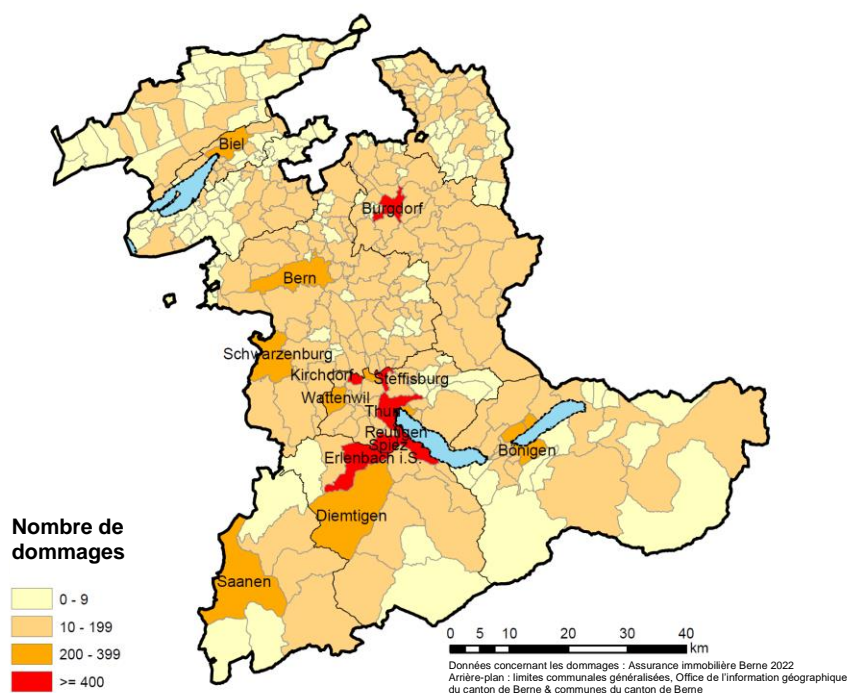 Biel
Burgdorf
Bern
Schwarzenburg
Kirchdorf
Steffisburg
Wattenwil
Thun
Reutigen
Spiez
Bönigen
Erlenbach i.S.
Diemtigen
Saanen
Nombre de
dommages
0 - 9
10 - 199
200 - 399
>= 400
0 5 10 20 30 40
km
Données concernant les dommages : Assurance immobilière Berne 2022
Arrière-plan : limites communales généralisées, Office de l'information géographique
du canton de Berne & communes du canton de Berne